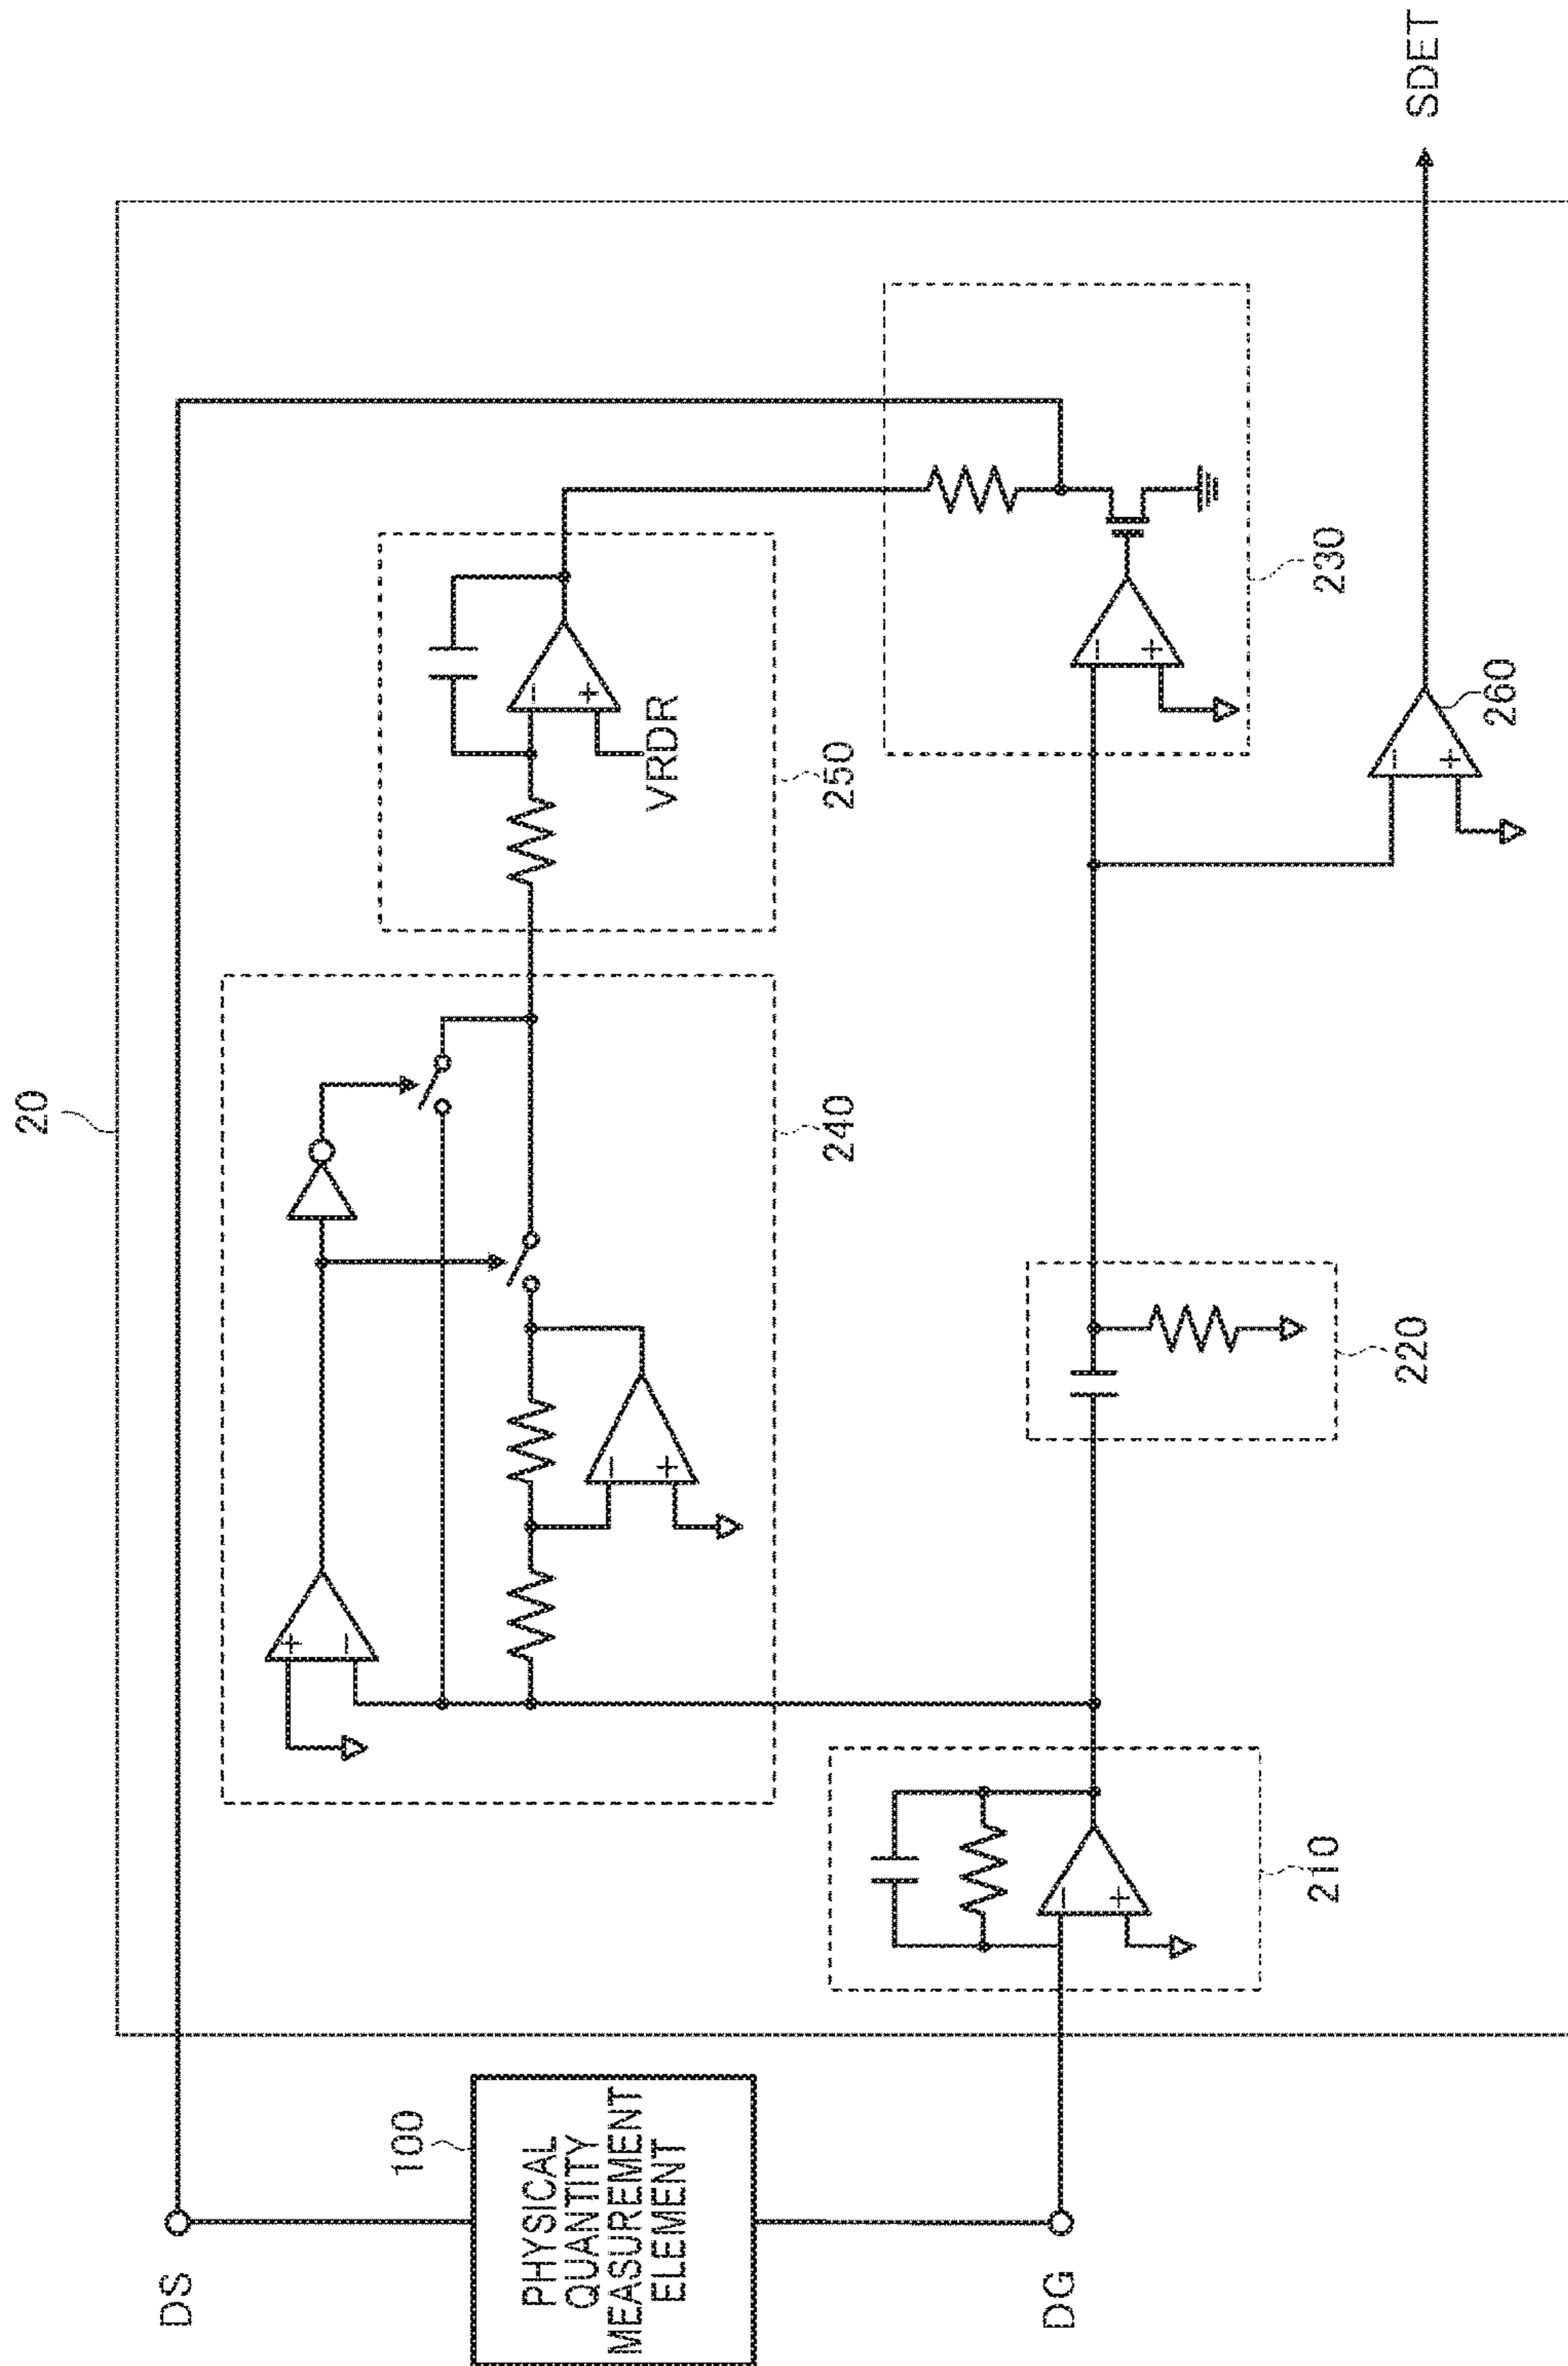 20
DS
100
PHYSICAL
QUANTITY
MEASUREMENT
ELEMENT
DG
240
250
VRDR
+
−
−
+
−
+
210
−
+
220
230
−
+
260
−
+
SDET